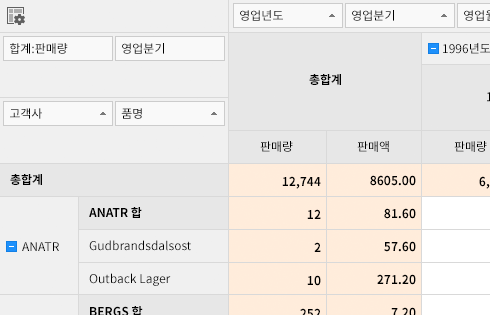 영업년도 영업분기 영업월
합계:판매량 영업분기
1996년도
총합계
고객사 품명
판매량 판매액 판매량
총합계 12,744 8605.00 6,
ANATR 합 12 81.60
ANATR Gudbrandsdalsost 2 57.60
Outback Lager 10 271.20
BERGS 합 252 7.20